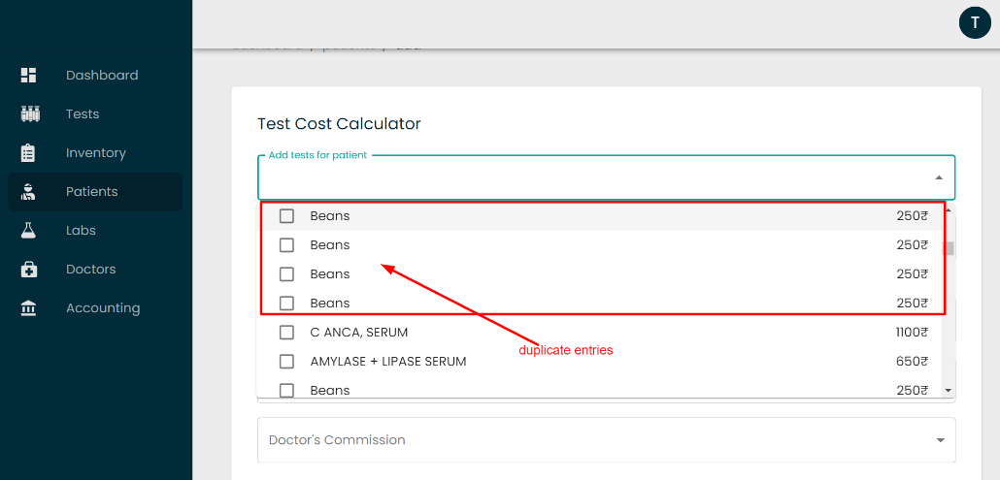 T
Dashboard
Tests
Inventory
Patients
Labs
Doctors
Accounting
Test Cost Calculator
Add tests for patient
Beans 250₹
Beans 250₹
Beans 250₹
Beans 250₹
duplicate entries
C ANCA, SERUM 1100₹
AMYLASE + LIPASE SERUM 650₹
Beans 250₹
Doctor's Commission